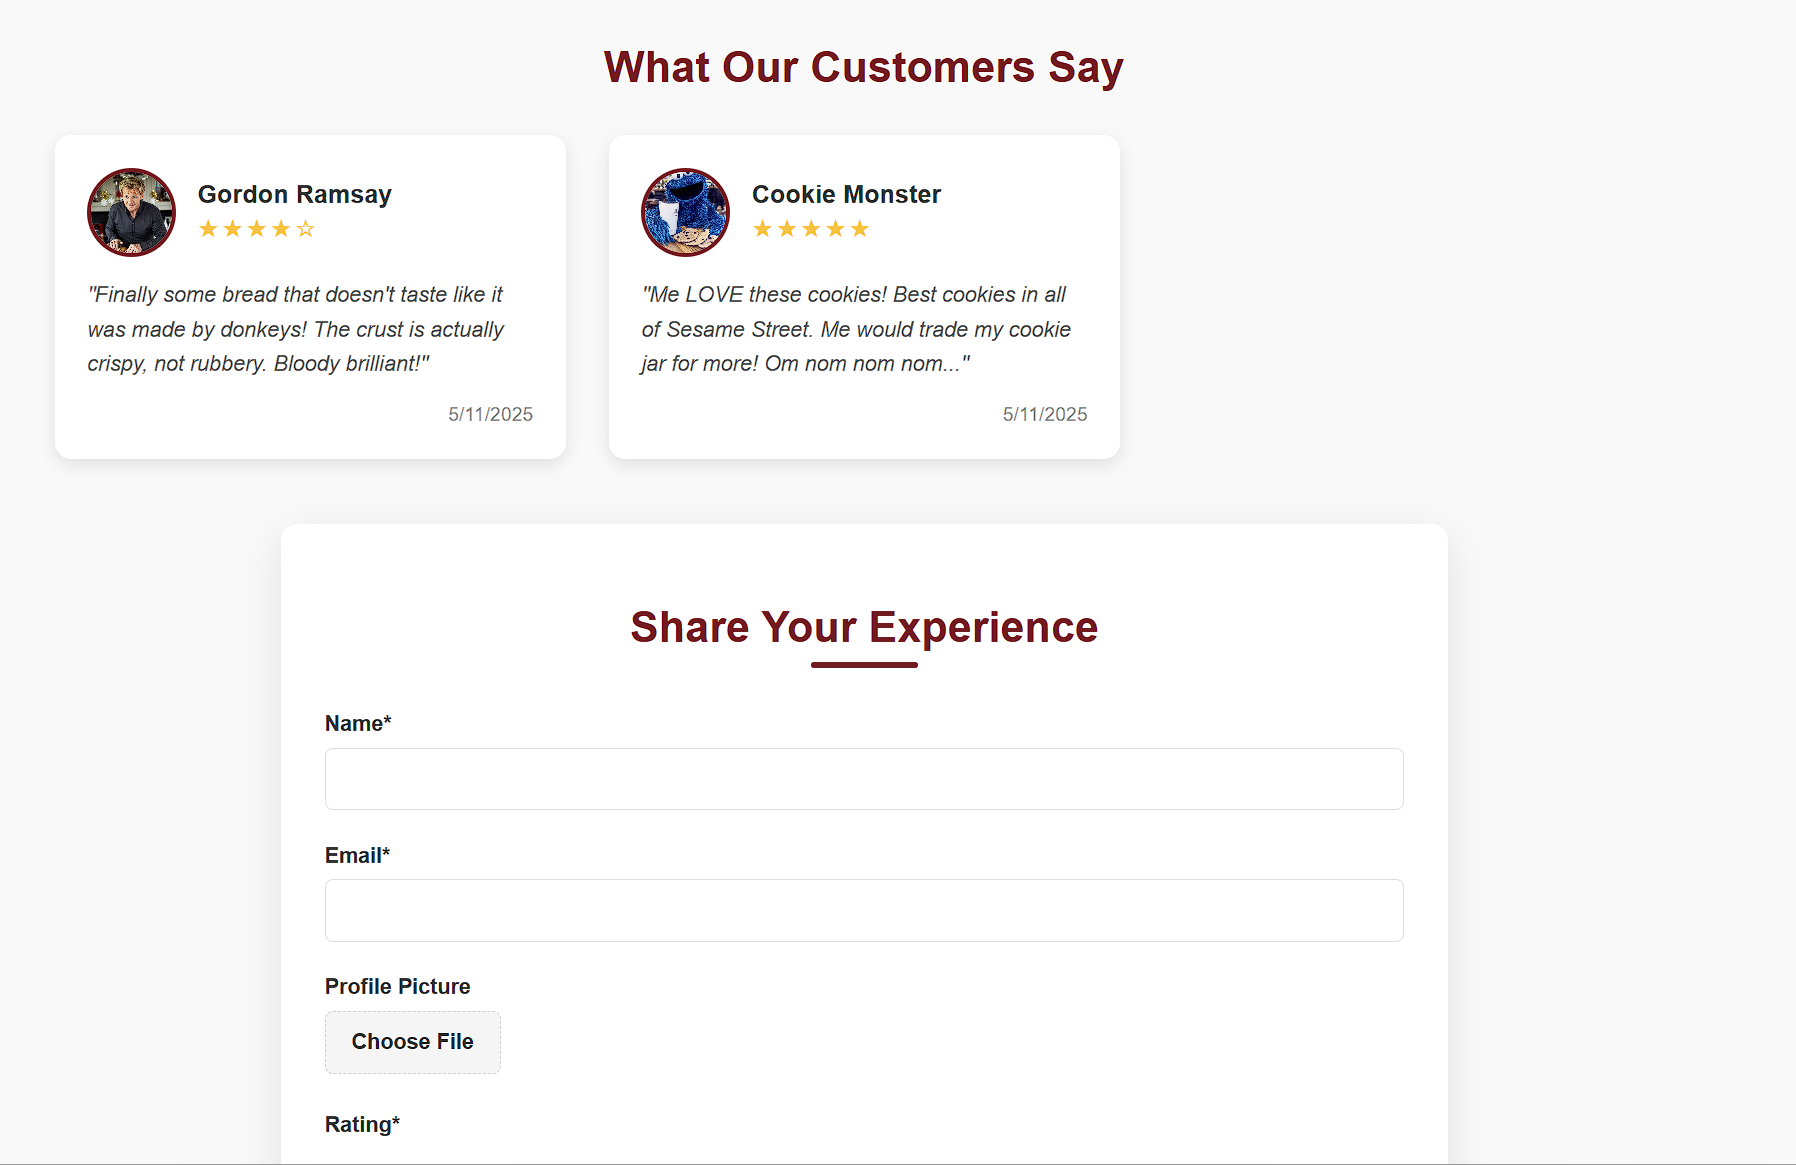 What Our Customers Say
Gordon Ramsay
★★★★☆
"Finally some bread that doesn't taste like it
was made by donkeys! The crust is actually
crispy, not rubbery. Bloody brilliant!"
5/11/2025
Cookie Monster
★★★★★
"Me LOVE these cookies! Best cookies in all
of Sesame Street. Me would trade my cookie
jar for more! Om nom nom nom..."
5/11/2025
Share Your Experience
Name*
Email*
Profile Picture
Choose File
Rating*